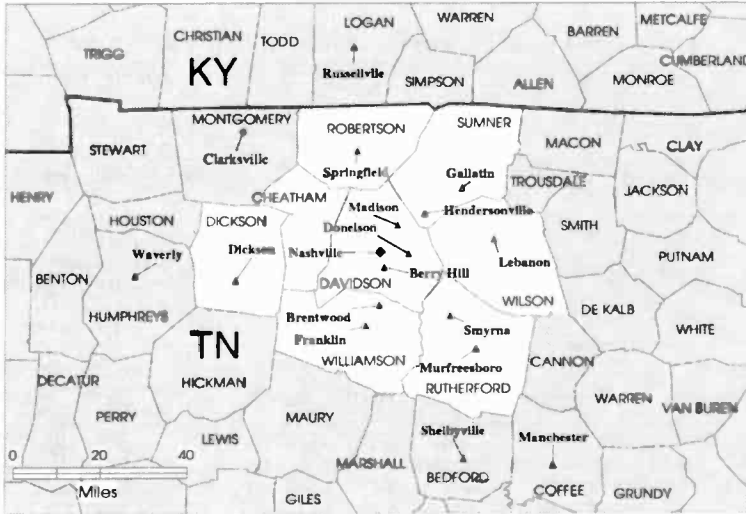 LOGAN
WARREN
BARREN
METCALFE
TRIGG
CHRISTIAN
TODD
KY
Russellvlle
SIMPSON
ALLEN
MONROE
CUMBERLAND
MONTGOMERY
ROBERTSON
SUMNER
STEWART
Clarksville
MACON
CLAY
Springfield
Gallatin
HENRY
CHEATHAM
TROUSDALE
JACKSON
HOUSTON
DICKSON
Madison
Hendersonville
SMITH
Donelson
Waverly
Dickson
Nashville
Lebanon
PUTNAM
BENTON
Berry Hill
DAVIDSON
WILSON
DE KALB
HUMPHREYS
Brentwood
Smyrna
WHITE
TN
Franklin
WILLIAMSON
Murfreesboro
CANNON
DECATUR
HICKMAN
RUTHERFORD
WARREN
VAN BUREN
PERRY
MAURY
LEWIS
Shelbyville
Manchester
0 20 40
MARSHALL
BEDFORD
Miles
GILES
COFFEE
GRUNDY